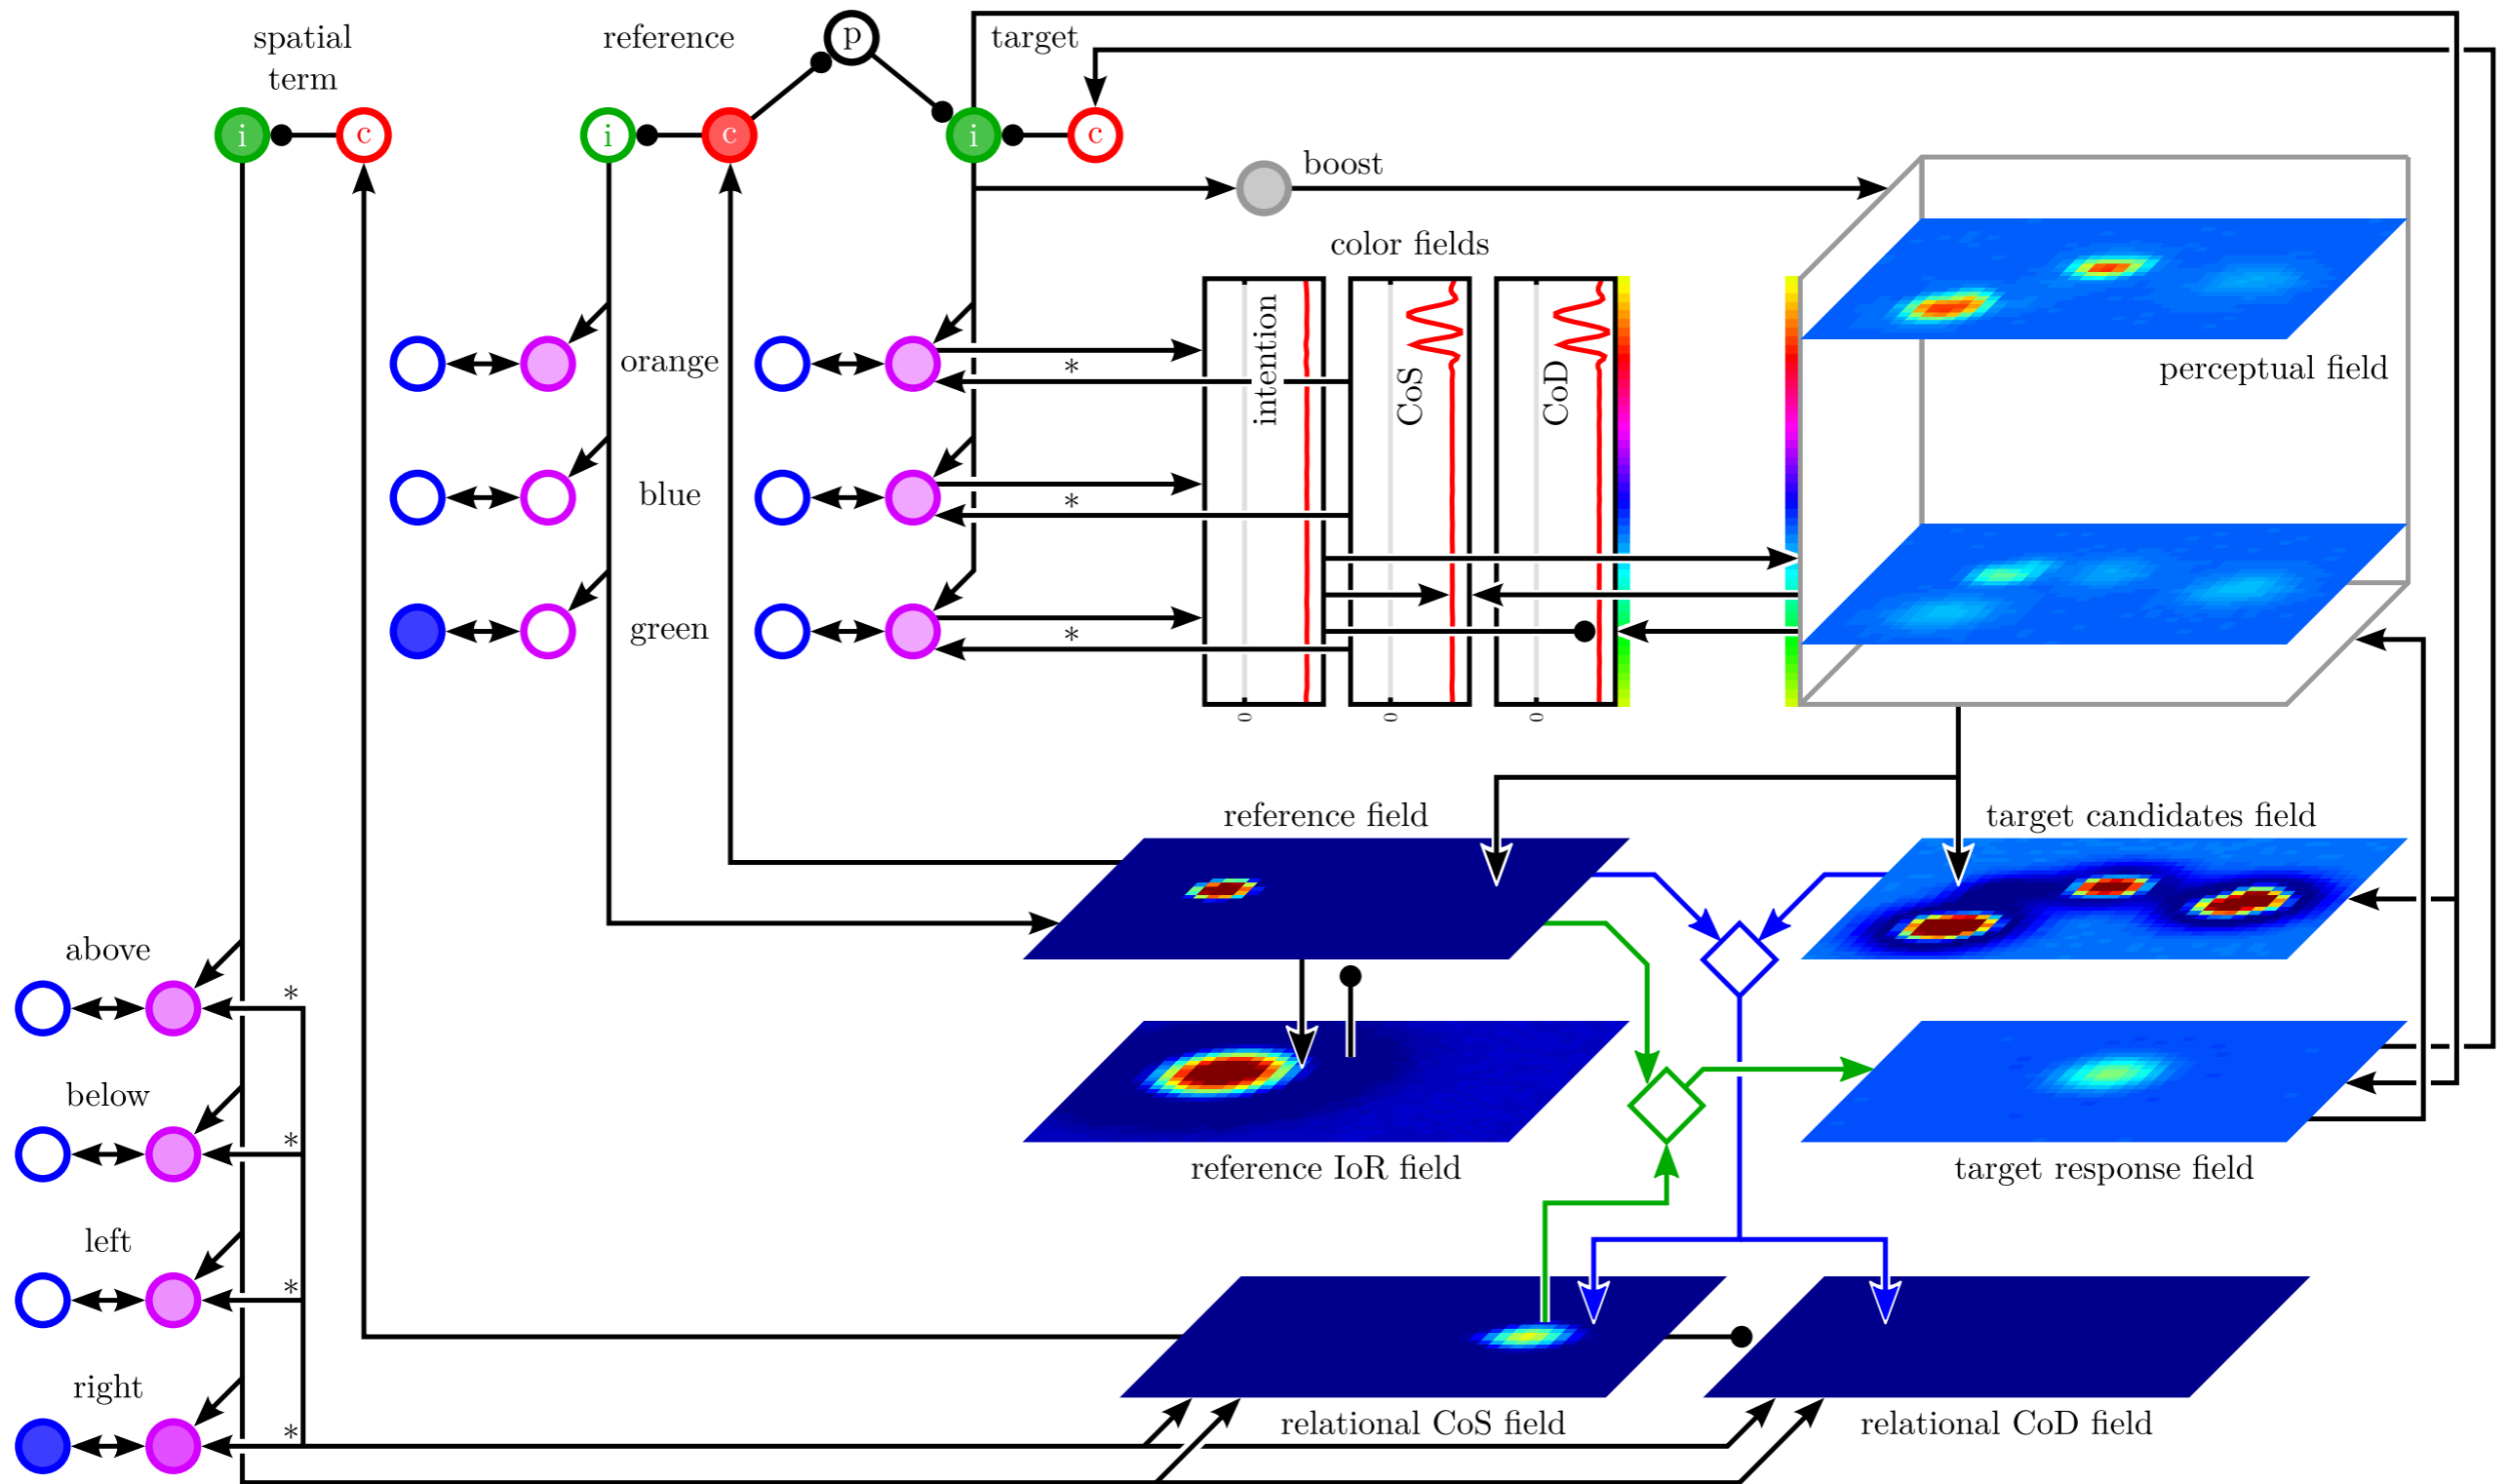 spatial
term
reference
p
target
i
c
i
c
i
c
boost
color fields
intention
CoS
CoD
perceptual field
orange
*
blue
*
green
*
0
0
0
reference field
target candidates field
above
*
below
*
reference IoR field
target response field
left
*
right
*
relational CoS field
relational CoD field